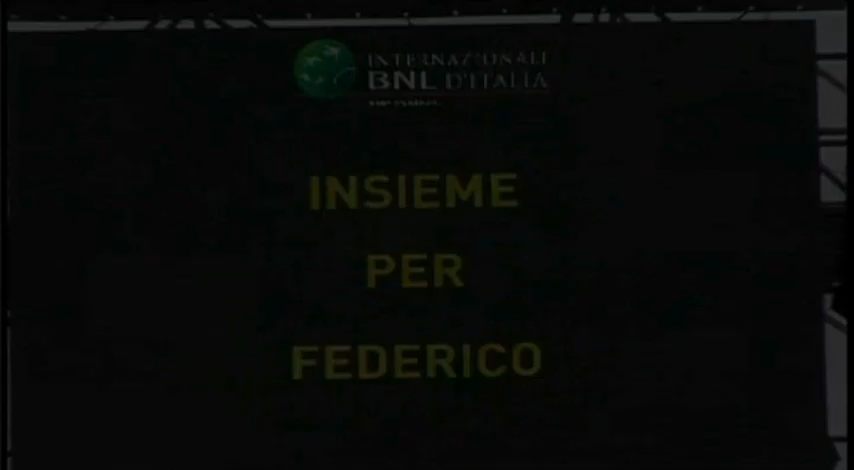 INTERNAZIONALI
BNL D'ITALIA
INSIEME
PER
FEDERICO